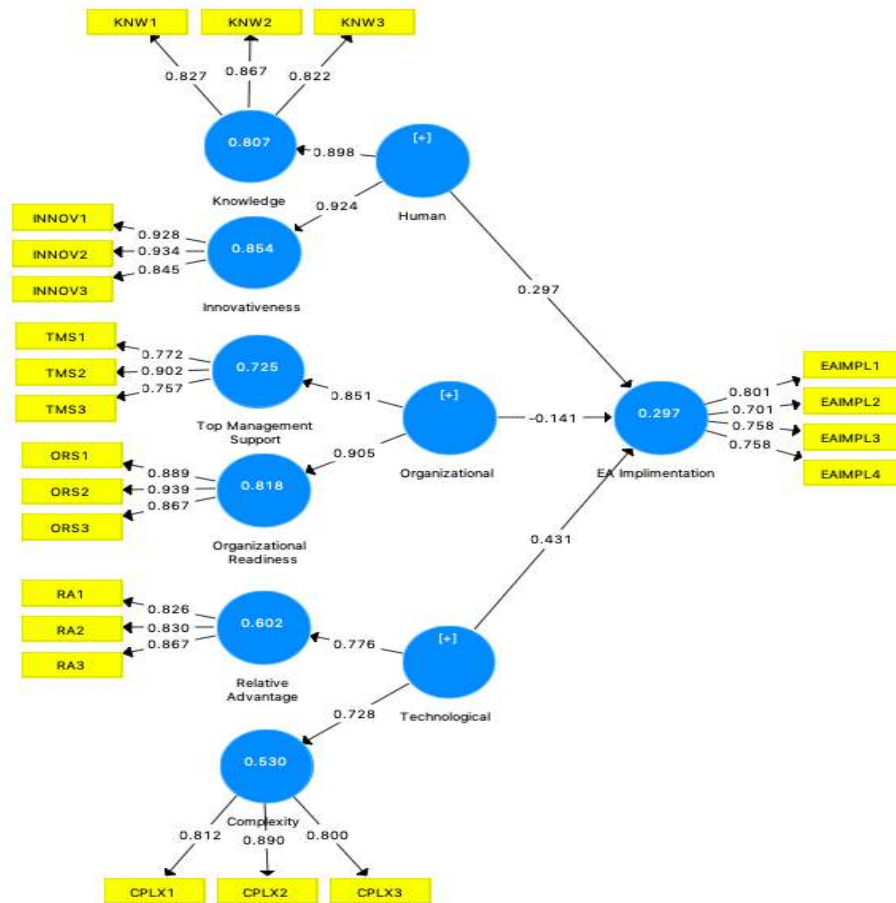 KNW1 KNW2 KNW3
0.827 0.867 0.822
0.807
Knowledge
[+]
0.898
Human
0.924
INNOV1
INNOV2
INNOV3
0.928
0.934
0.845
0.854
Innovativeness
0.297
TMS1
TMS2
TMS3
0.772
0.902
0.757
0.725
Top Management
Support
0.851
[+]
Organizational
-0.141
0.905
0.297
EA Implimentation
0.801
0.701
0.758
0.758
EAIMPL1
EAIMPL2
EAIMPL3
EAIMPL4
ORS1
ORS2
ORS3
0.889
0.939
0.867
0.818
Organizational
Readiness
0.431
RA1
RA2
RA3
0.826
0.830
0.867
0.602
Relative
Advantage
0.776
[+]
Technological
0.728
0.530
Complexity
0.812 0.890 0.800
CPLX1 CPLX2 CPLX3